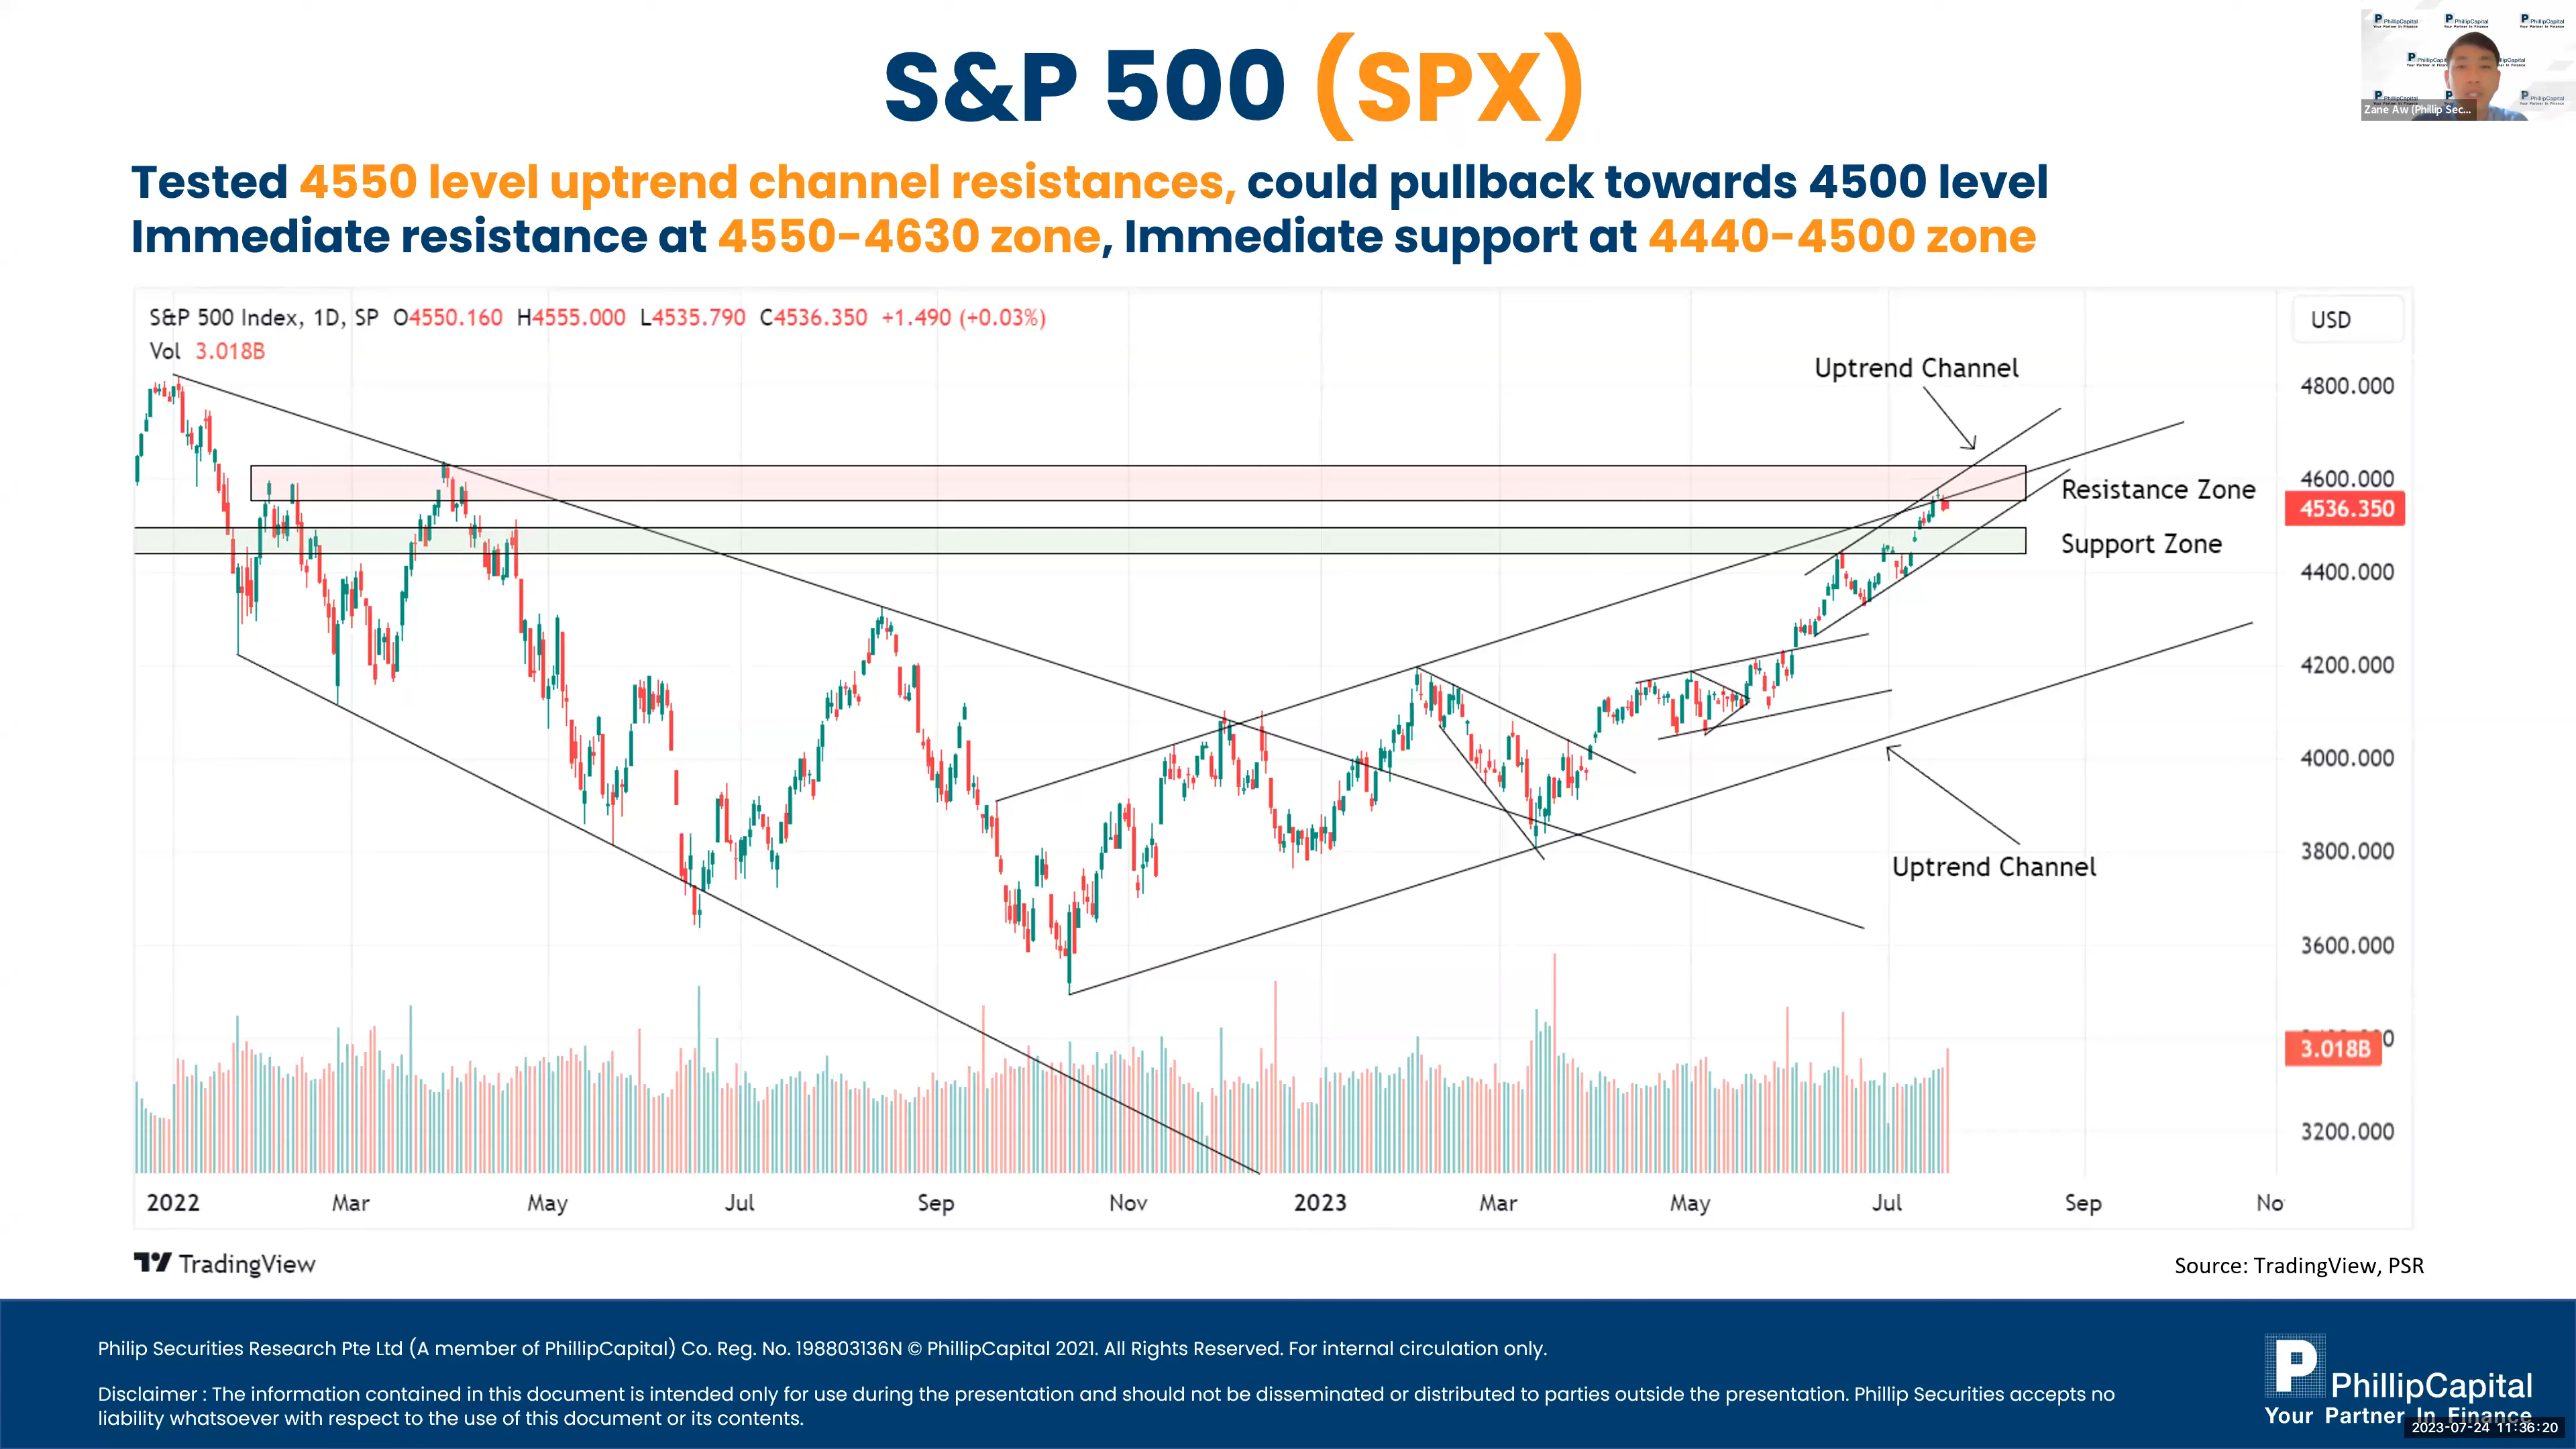 S&P 500 (SPX)
Zane Aw (Phillip Sec...
Tested 4550 level uptrend channel resistances, could pullback towards 4500 level
Immediate resistance at 4550-4630 zone, Immediate support at 4440-4500 zone
S&P 500 Index, 1D, SP O4550.160 H4555.000 L4535.790 C4536.350 +1.490 (+0.03%)
Vol 3.018B
USD
Uptrend Channel
4800.000
4600.000
Resistance Zone
4536.350
Support Zone
4400.000
4200.000
4000.000
3800.000
Uptrend Channel
3600.000
3.018B
3200.000
2022 Mar May Jul Sep Nov 2023 Mar May Jul Sep No
TradingView
Source: TradingView, PSR
Philip Securities Research Pte Ltd (A member of PhillipCapital) Co. Reg. No. 198803136N © PhillipCapital 2021. All Rights Reserved. For internal circulation only.
Disclaimer : The information contained in this document is intended only for use during the presentation and should not be disseminated or distributed to parties outside the presentation. Phillip Securities accepts no
liability whatsoever with respect to the use of this document or its contents.
PhillipCapital
Your Partner In Finance
2023-07-24 11:36:20